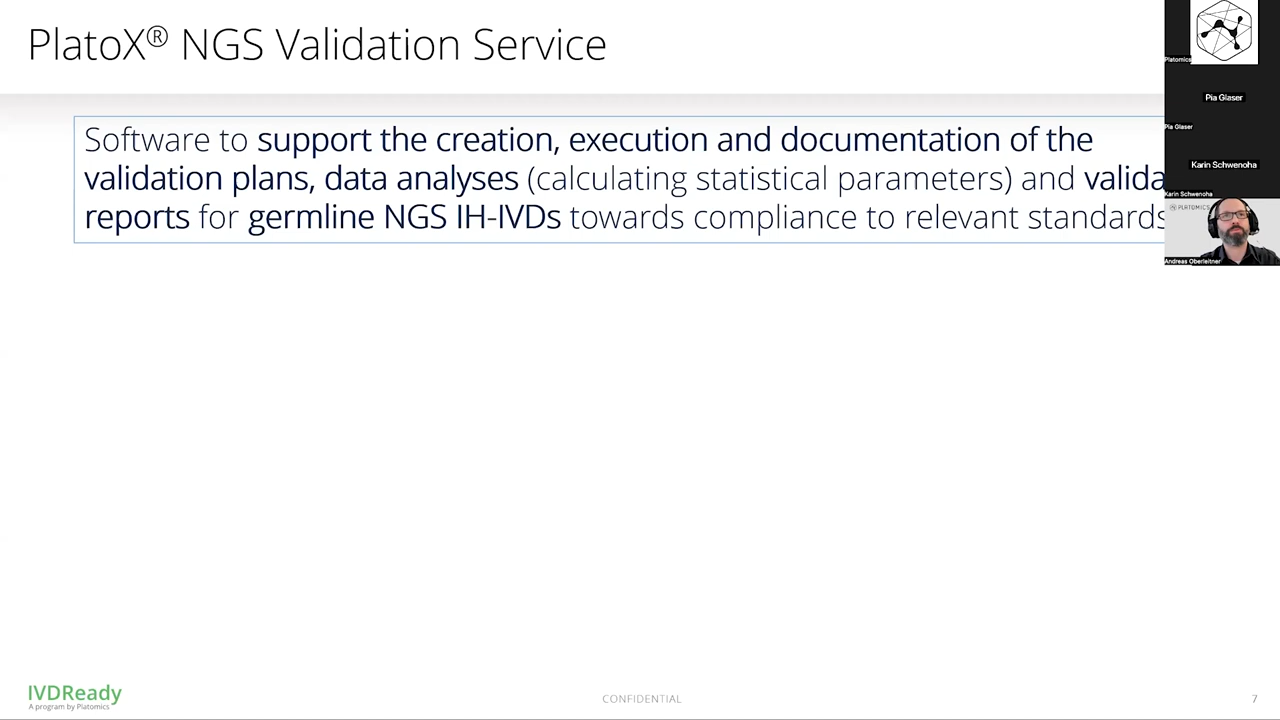 PlatoX® NGS Validation Service
Software to support the creation, execution and documentation of the
validation plans, data analyses (calculating statistical parameters) and valida
reports for germline NGS IH-IVDs towards compliance to relevant standards
Platomics
Pia Glaser
Pia Glaser
Karin Schwenoha
Karin Schwenoha
PLATOMICS
Andreas Oberleitner
IVDReady
A program by Platomics
CONFIDENTIAL
7